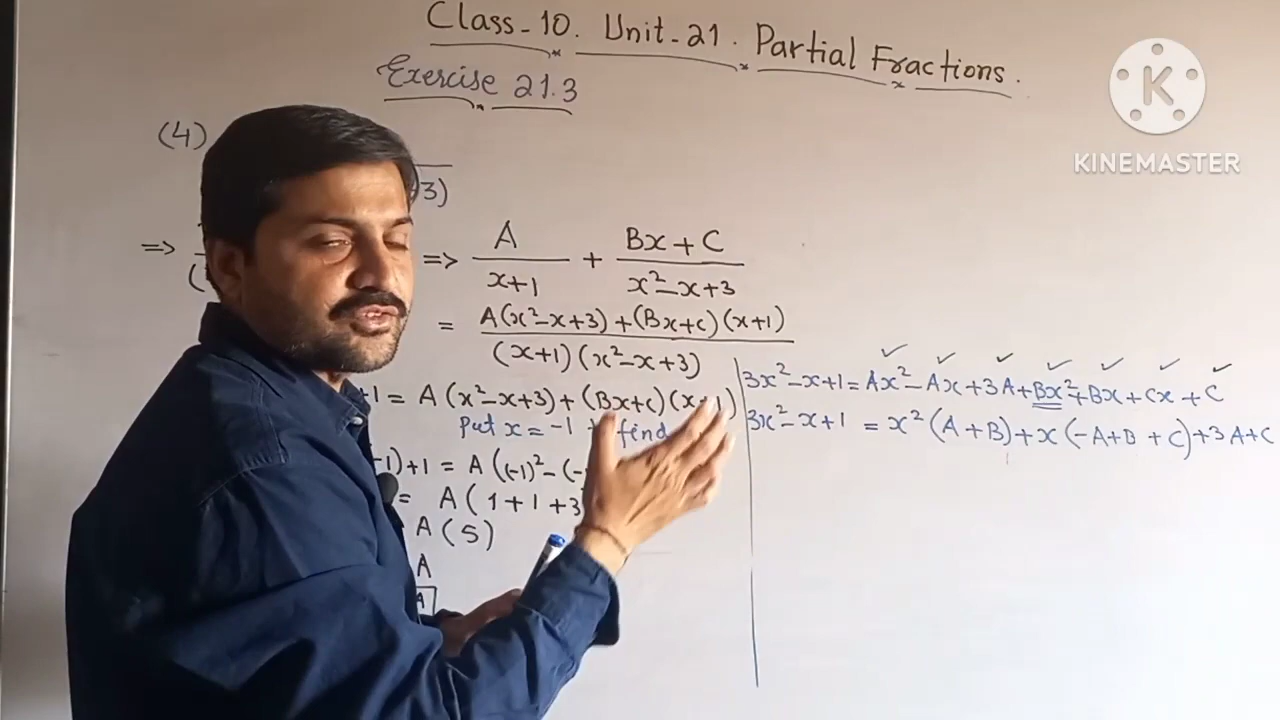 Class-10. Unit-21. Partial Fractions.
Exercise 21.3
K
KINEMASTER
(4)
3)
=> ( => A/(x+1) + (Bx+C)/(x²-x+3)
= A(x²-x+3)+(Bx+c)(x+1)
(x+1)(x²-x+3)
+1 = A(x²-x+3)+(Bx+c)(x+1)
Put x=-1 find
-1)+1 = A((-1)²-(-
= A(1+1+3
A(5)
A
A
3x²-x+1=Ax²-Ax+3A+Bx²+Bx+Cx+C
3x²-x+1 = x²(A+B)+x(-A+B+C)+3A+C